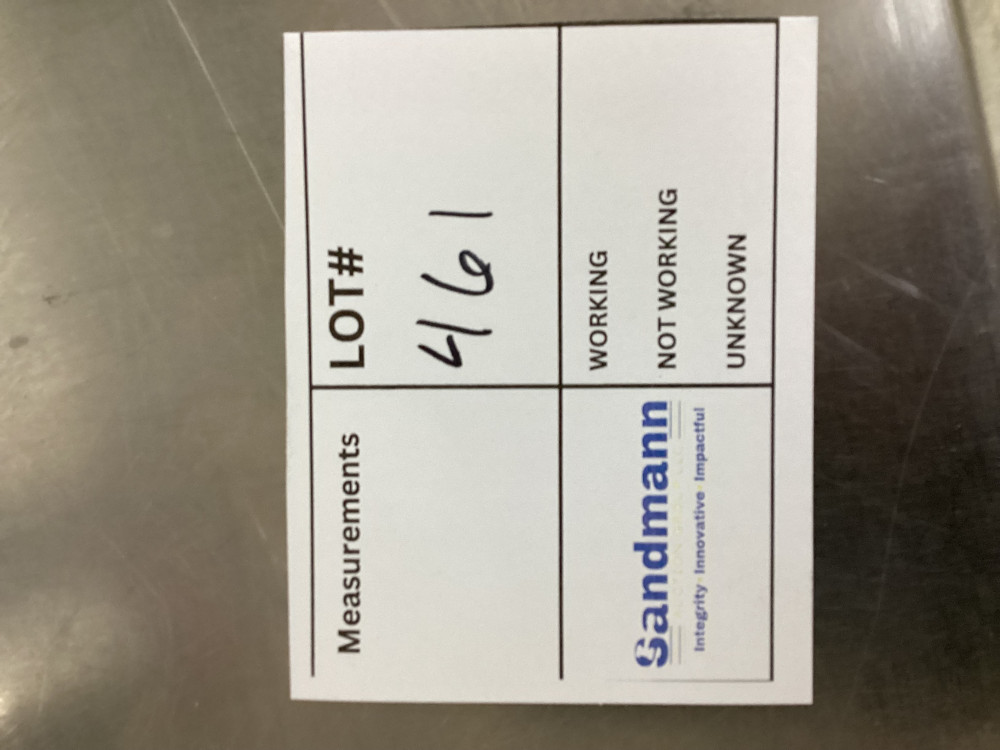 Measurements
LOT#
461
Sandmann
Integrity · Innovative · Impactful
WORKING
NOT WORKING
UNKNOWN